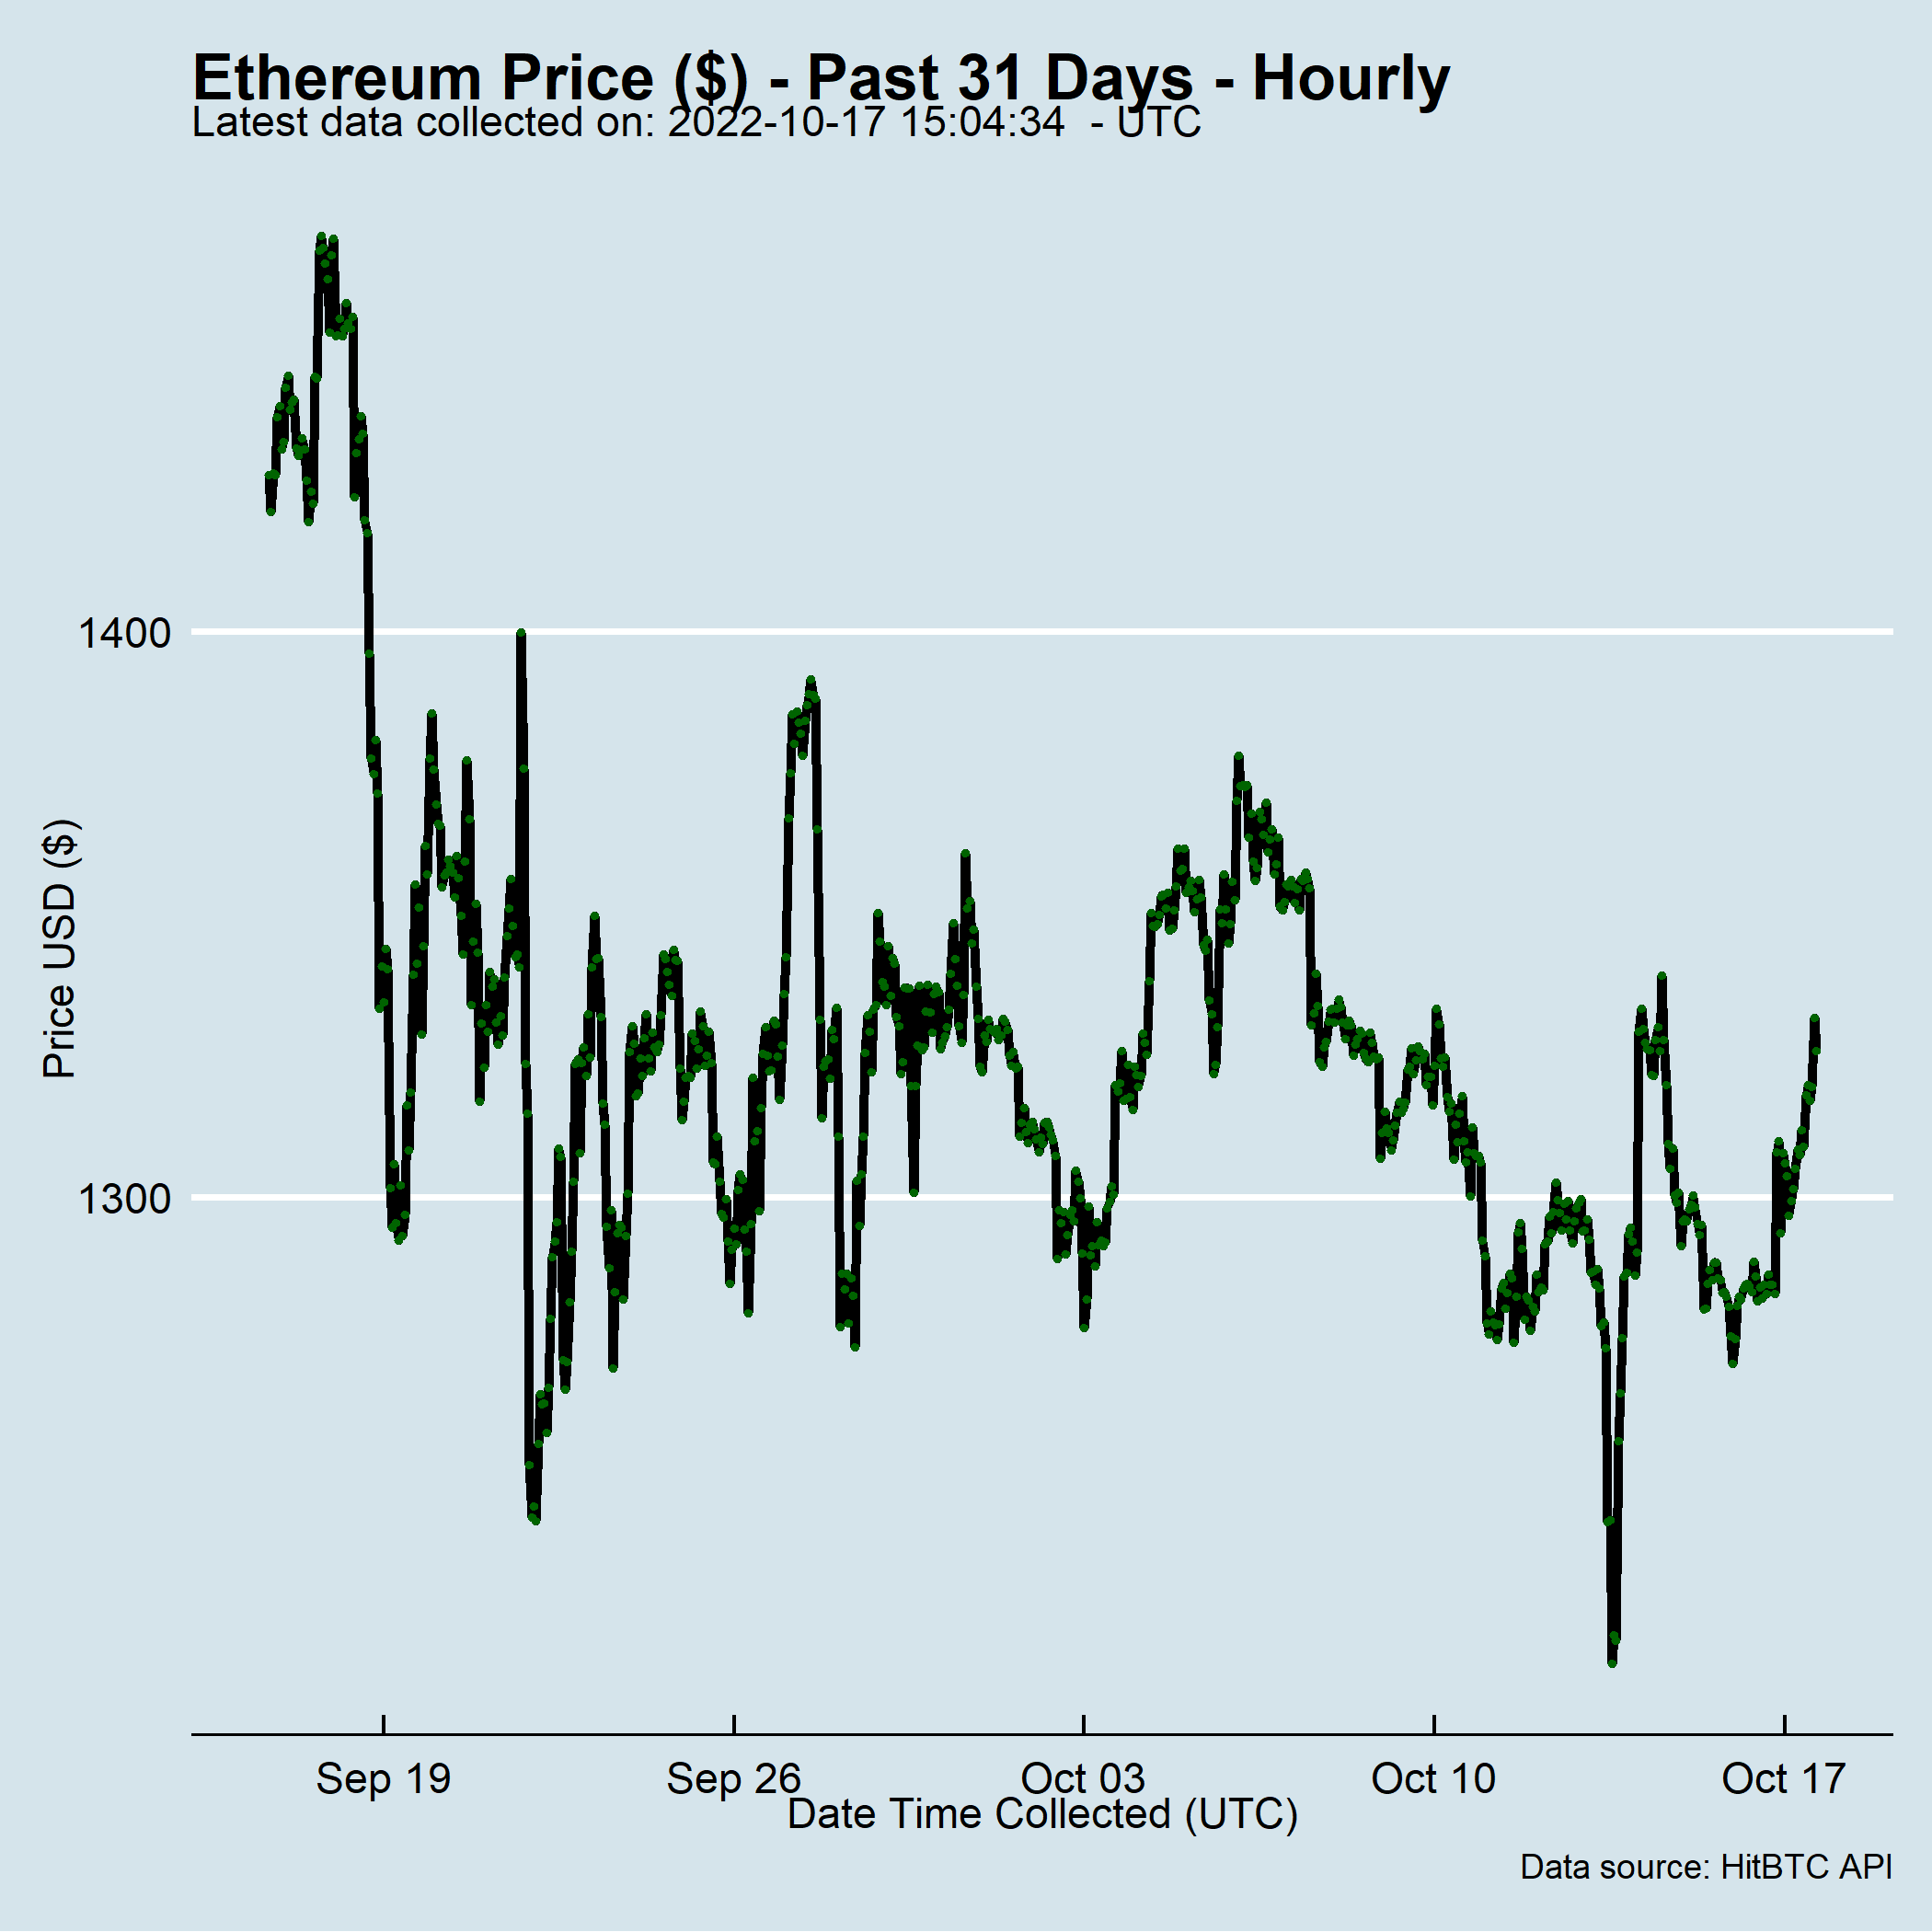 Ethereum Price ($) - Past 31 Days - Hourly
Latest data collected on: 2022-10-17 15:04:34  - UTC
Price USD ($)
1400
1300
Sep 19
Sep 26
Oct 03
Oct 10
Oct 17
Date Time Collected (UTC)
Data source: HitBTC API